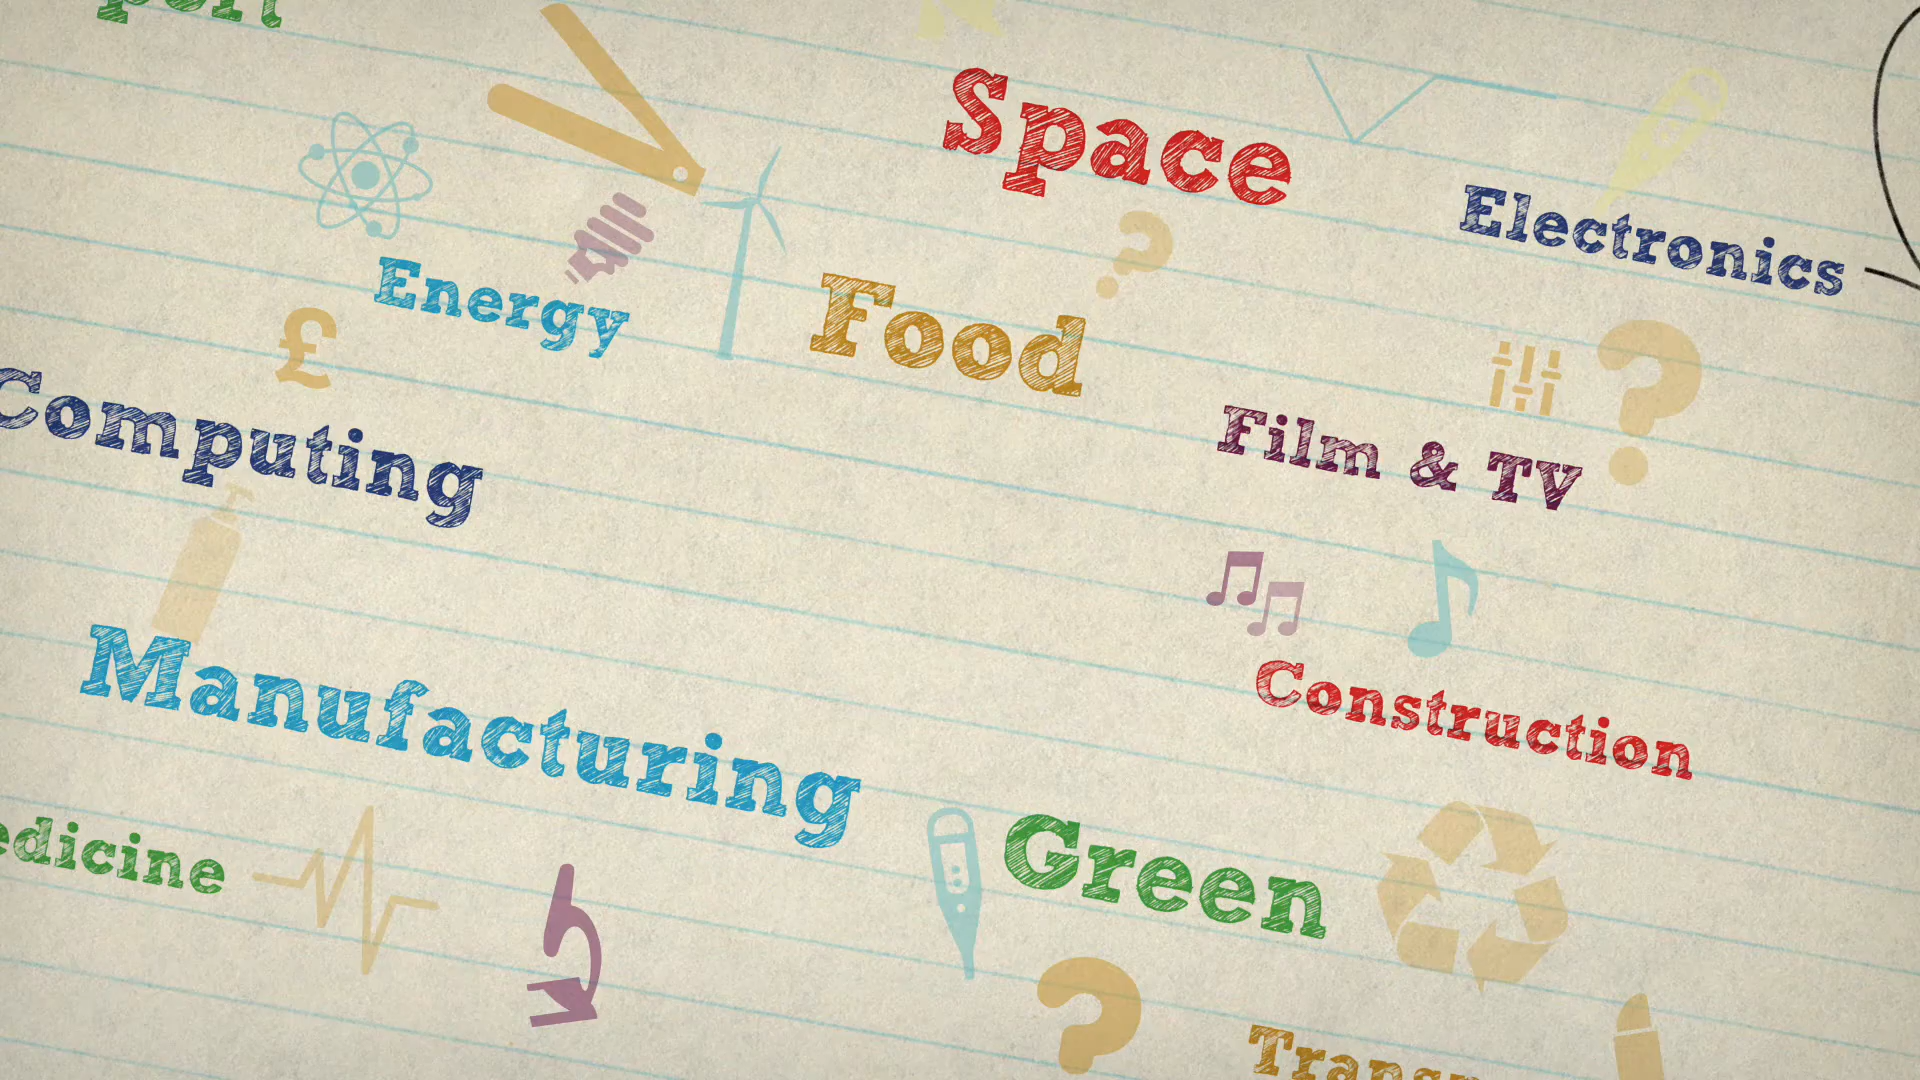 Space
Electronics
Energy
Food
£
Computing
Film & TV
Manufacturing
Construction
edicine
Green